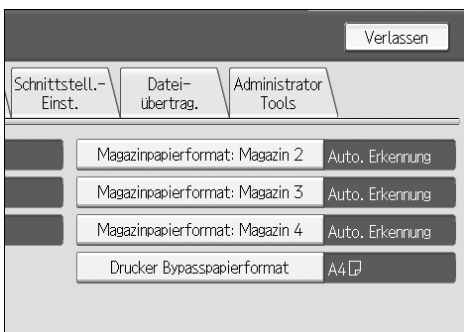 Verlassen
Schnittstell.-
Einst.
Datei-
übertrag.
Administrator
Tools
Magazinpapierformat: Magazin 2 Auto. Erkennung
Magazinpapierformat: Magazin 3 Auto. Erkennung
Magazinpapierformat: Magazin 4 Auto. Erkennung
Drucker Bypasspapierformat A4